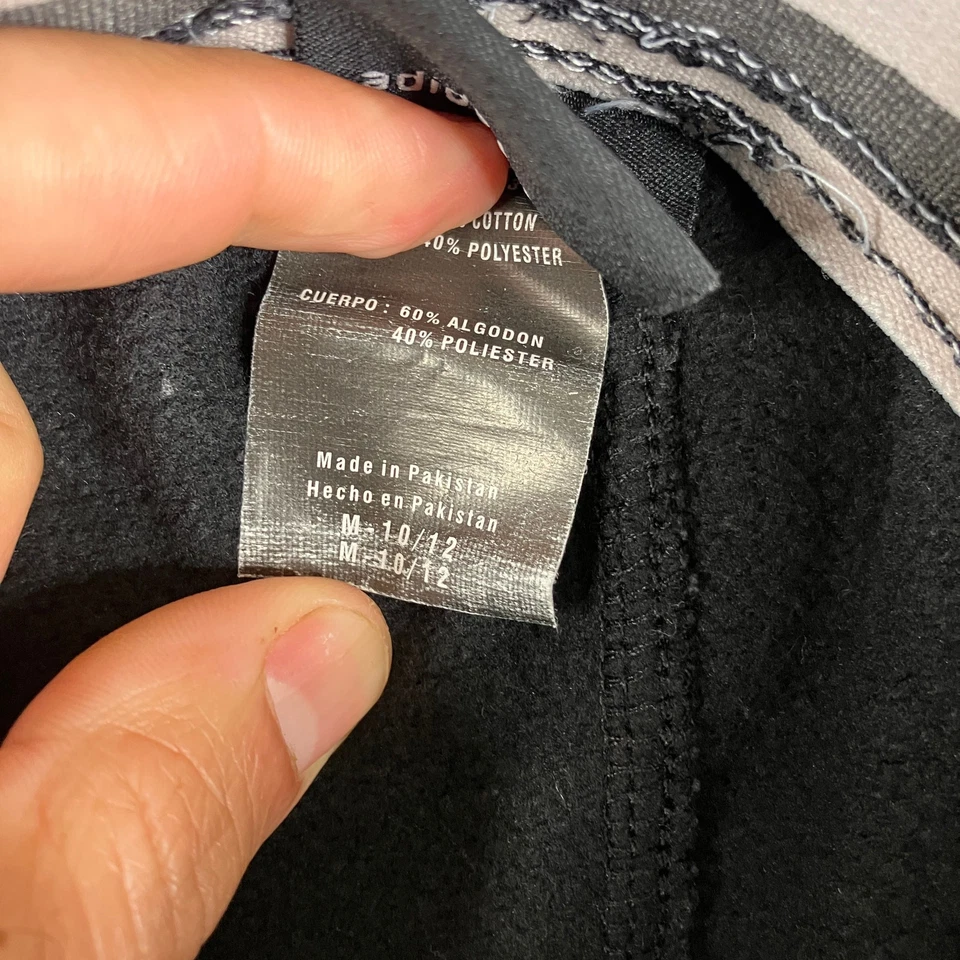 COTTON
40% POLYESTER
CUERPO : 60% ALGODON
40% POLIESTER
Made in Pakistan
Hecho en Pakistan
M - 10/12
M - 10/12